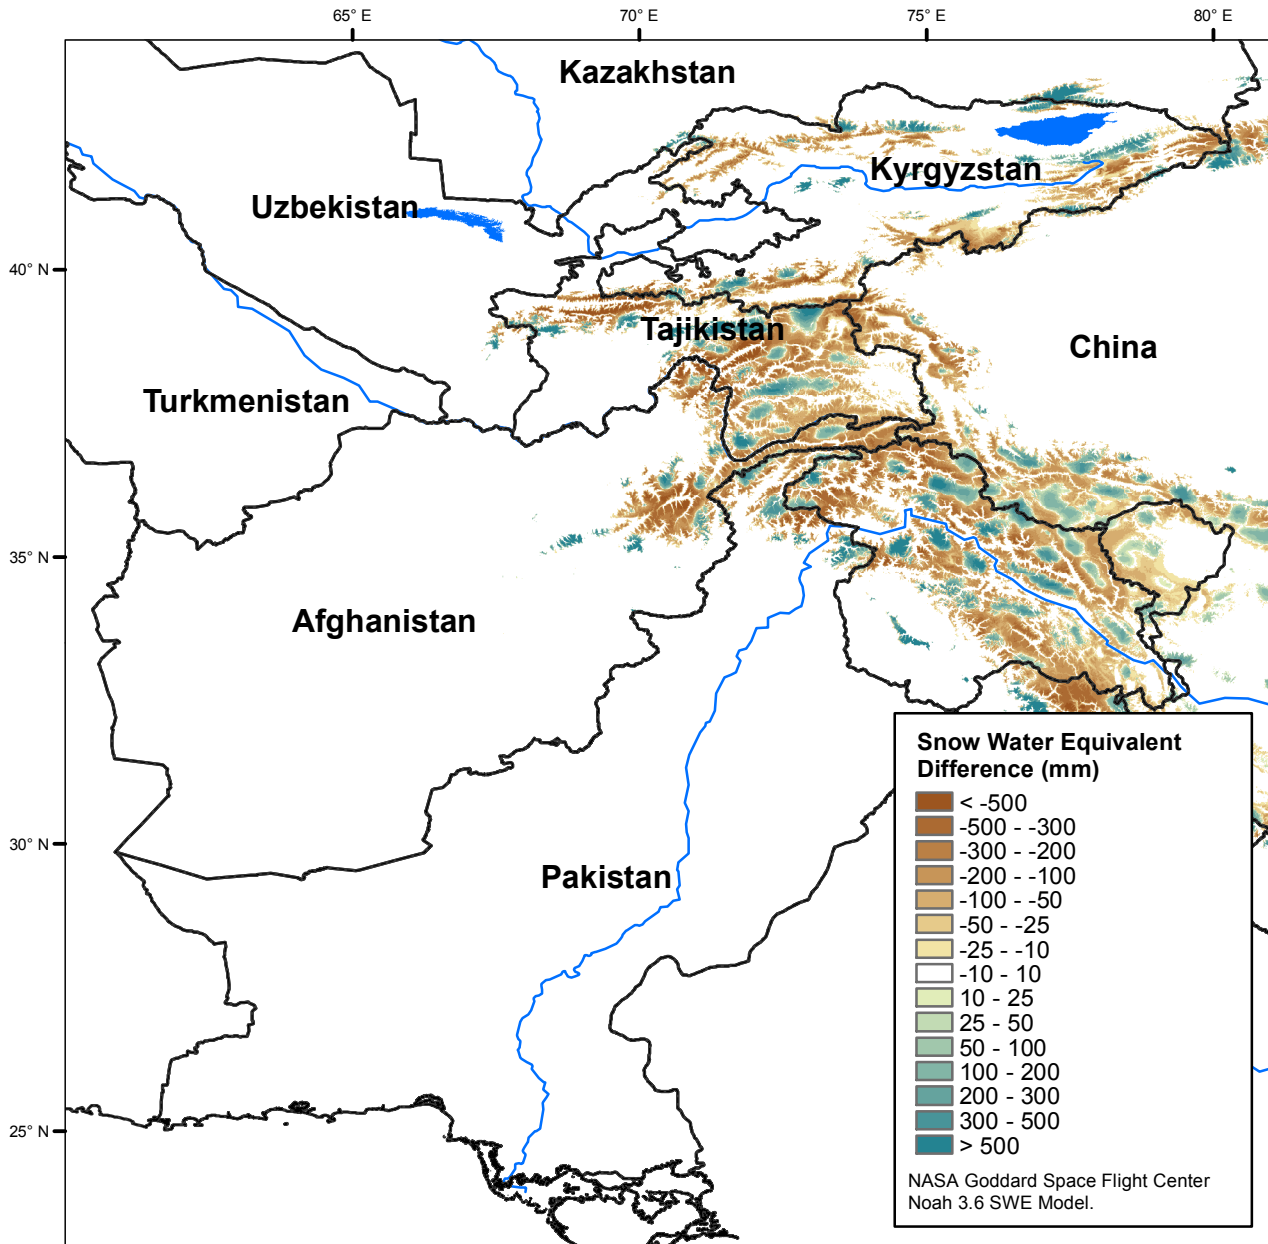 65° E
70° E
75° E
80° E
Kazakhstan
Kyrgyzstan
Uzbekistan
40° N
Tajikistan
China
Turkmenistan
35° N
Afghanistan
30° N
Pakistan
25° N
Snow Water Equivalent
Difference (mm)
< -500
-500 - -300
-300 - -200
-200 - -100
-100 - -50
-50 - -25
-25 - -10
-10 - 10
10 - 25
25 - 50
50 - 100
100 - 200
200 - 300
300 - 500
> 500
NASA Goddard Space Flight Center
Noah 3.6 SWE Model.